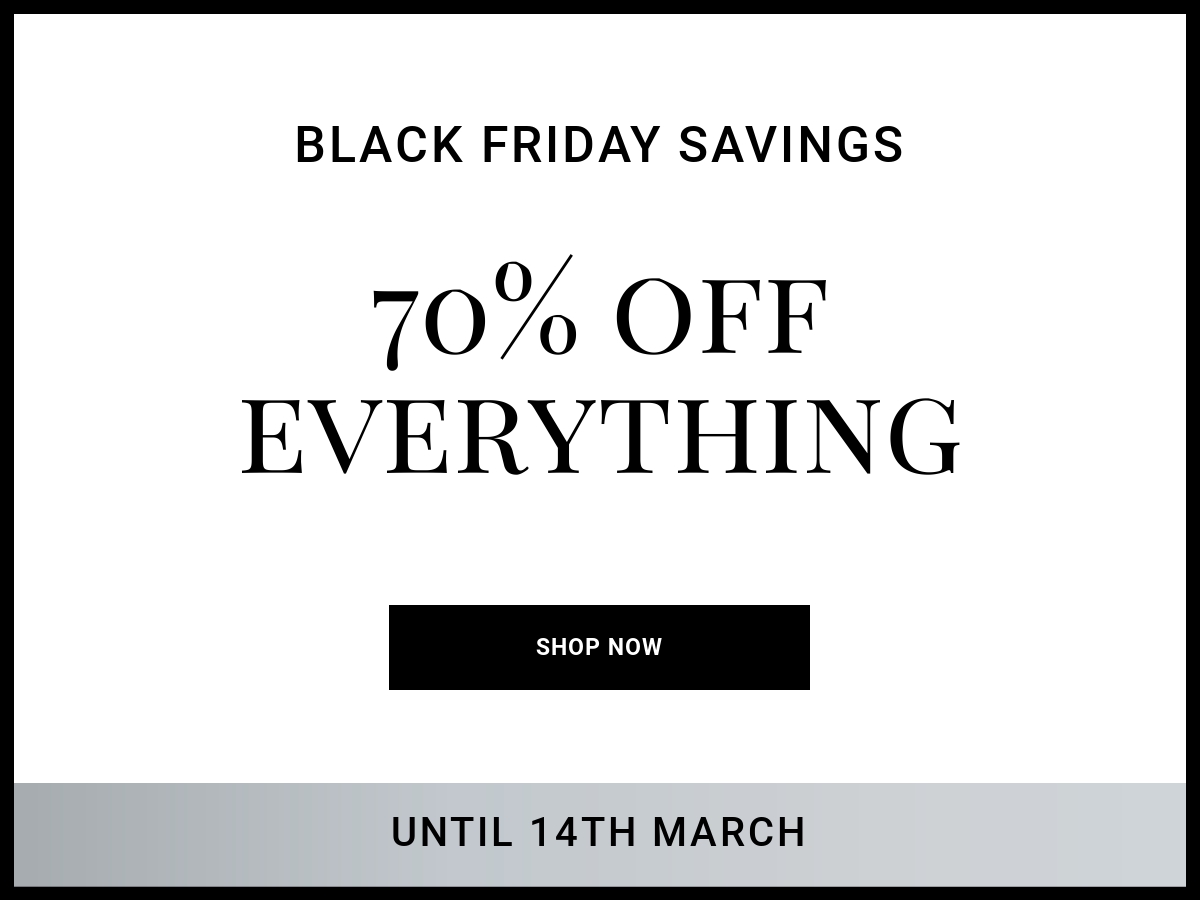 BLACK FRIDAY SAVINGS
70% OFF
EVERYTHING
SHOP NOW
UNTIL 14TH MARCH